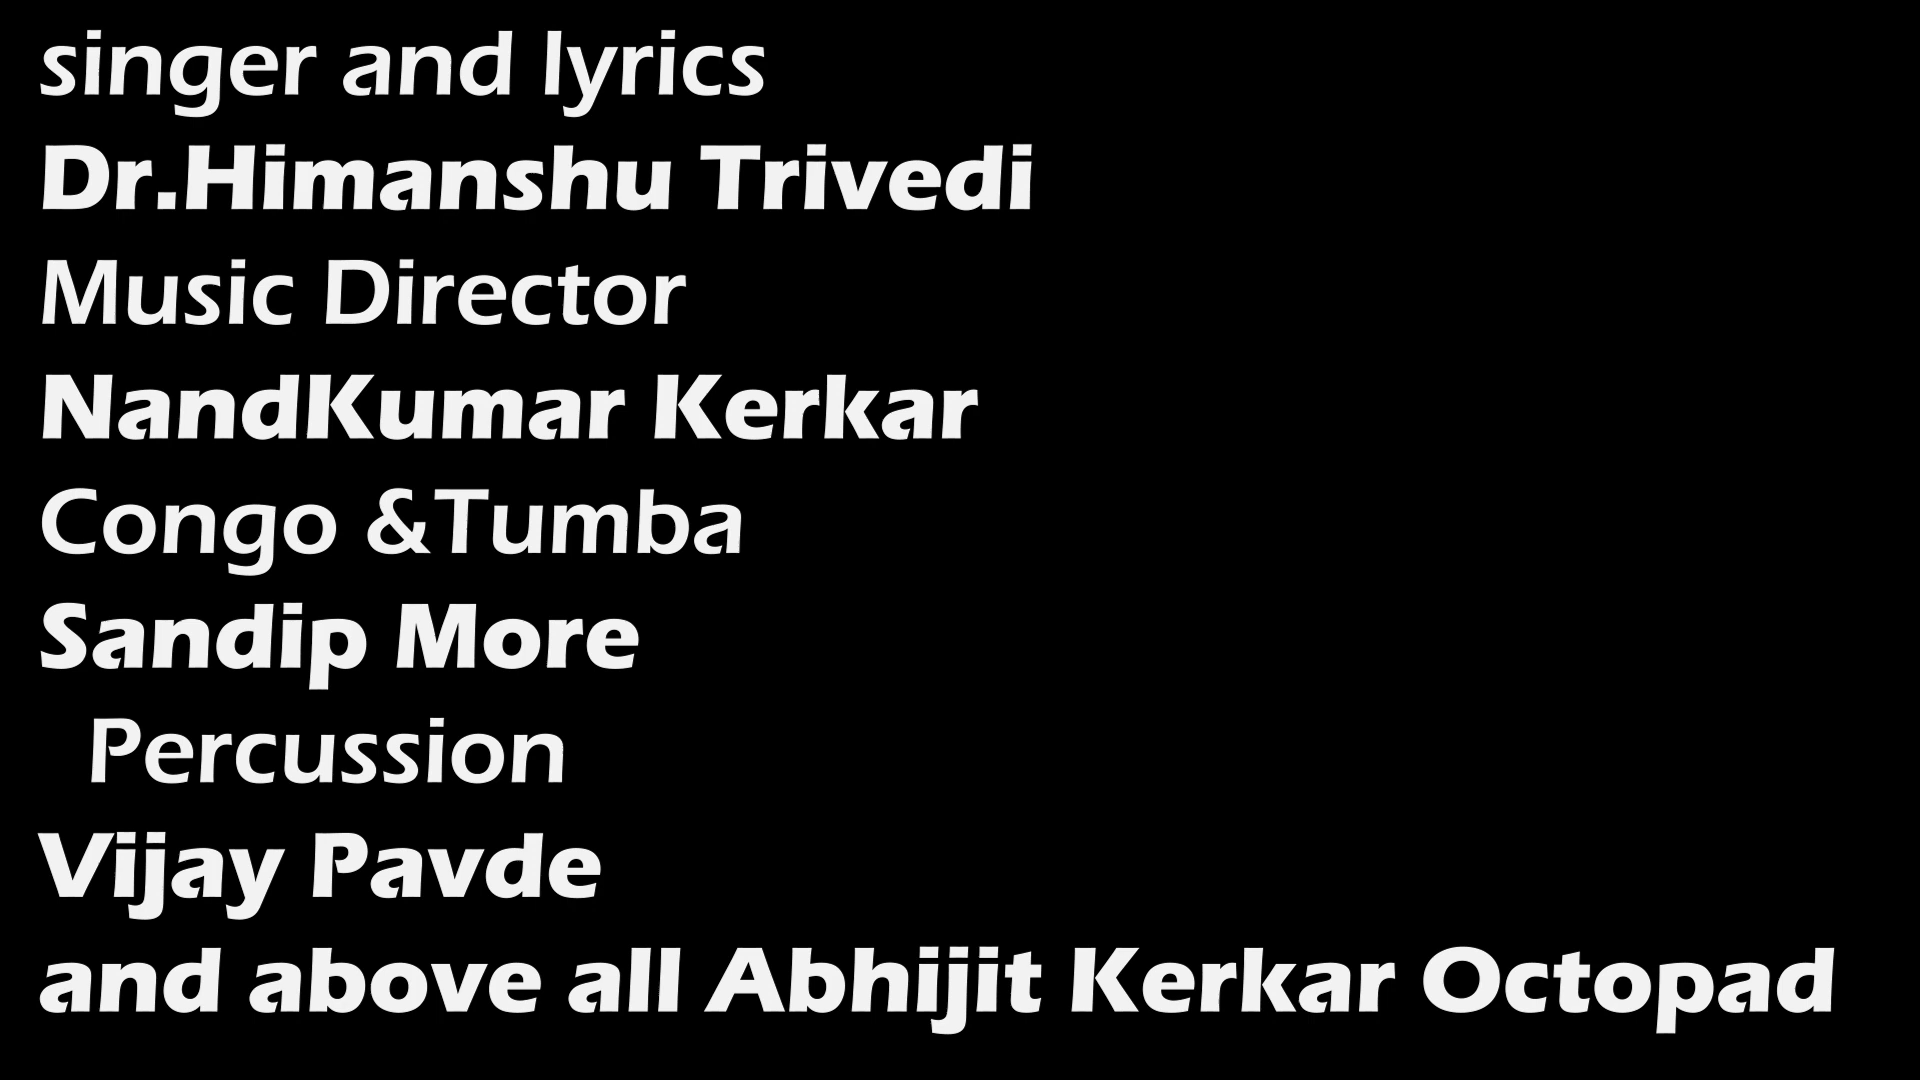 singer and lyrics
Dr.Himanshu Trivedi
Music Director
NandKumar Kerkar
Congo &Tumba
Sandip More
Percussion
Vijay Pavde
and above all Abhijit Kerkar Octopad